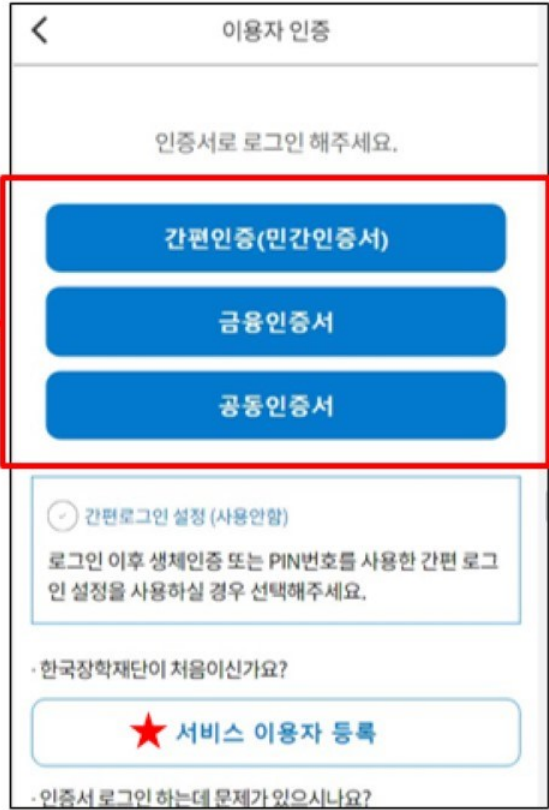 이용자 인증
인증서로 로그인 해주세요.
간편인증(민간인증서)
금융인증서
공동인증서
간편로그인 설정 (사용안함)
로그인 이후 생체인증 또는 PIN번호를 사용한 간편 로그
인 설정을 사용하실 경우 선택해주세요.
· 한국장학재단이 처음이신가요?
서비스 이용자 등록
· 인증서 로그인 하는데 문제가 있으시나요?